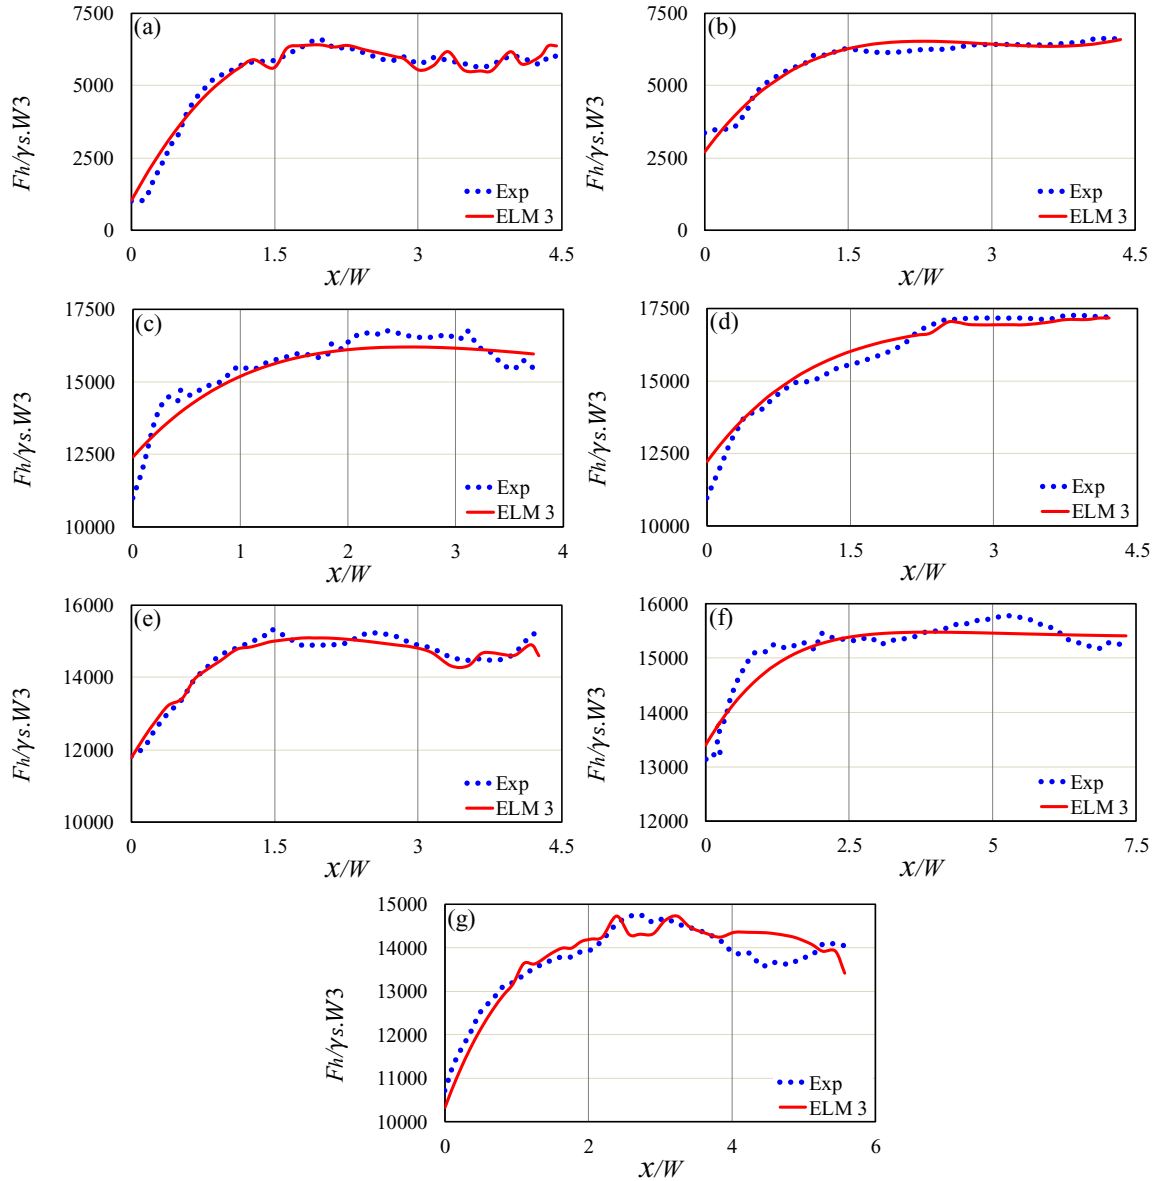 (a)
7500
5000
2500
0
Fh/γs.W3
Exp
ELM 3
0 1.5 3 4.5
x/W
(b)
7500
5000
2500
0
Fh/γs.W3
Exp
ELM 3
0 1.5 3 4.5
x/W
(c)
17500
15000
12500
10000
Fh/γs.W3
Exp
ELM 3
0 1 2 3 4
x/W
(d)
17500
15000
12500
10000
Fh/γs.W3
Exp
ELM 3
0 1.5 3 4.5
x/W
(e)
16000
14000
12000
10000
Fh/γs.W3
Exp
ELM 3
0 1.5 3 4.5
x/W
(f)
16000
15000
14000
13000
12000
Fh/γs.W3
Exp
ELM 3
0 2.5 5 7.5
x/W
(g)
15000
14000
13000
12000
11000
10000
Fh/γs.W3
Exp
ELM 3
0 2 4 6
x/W